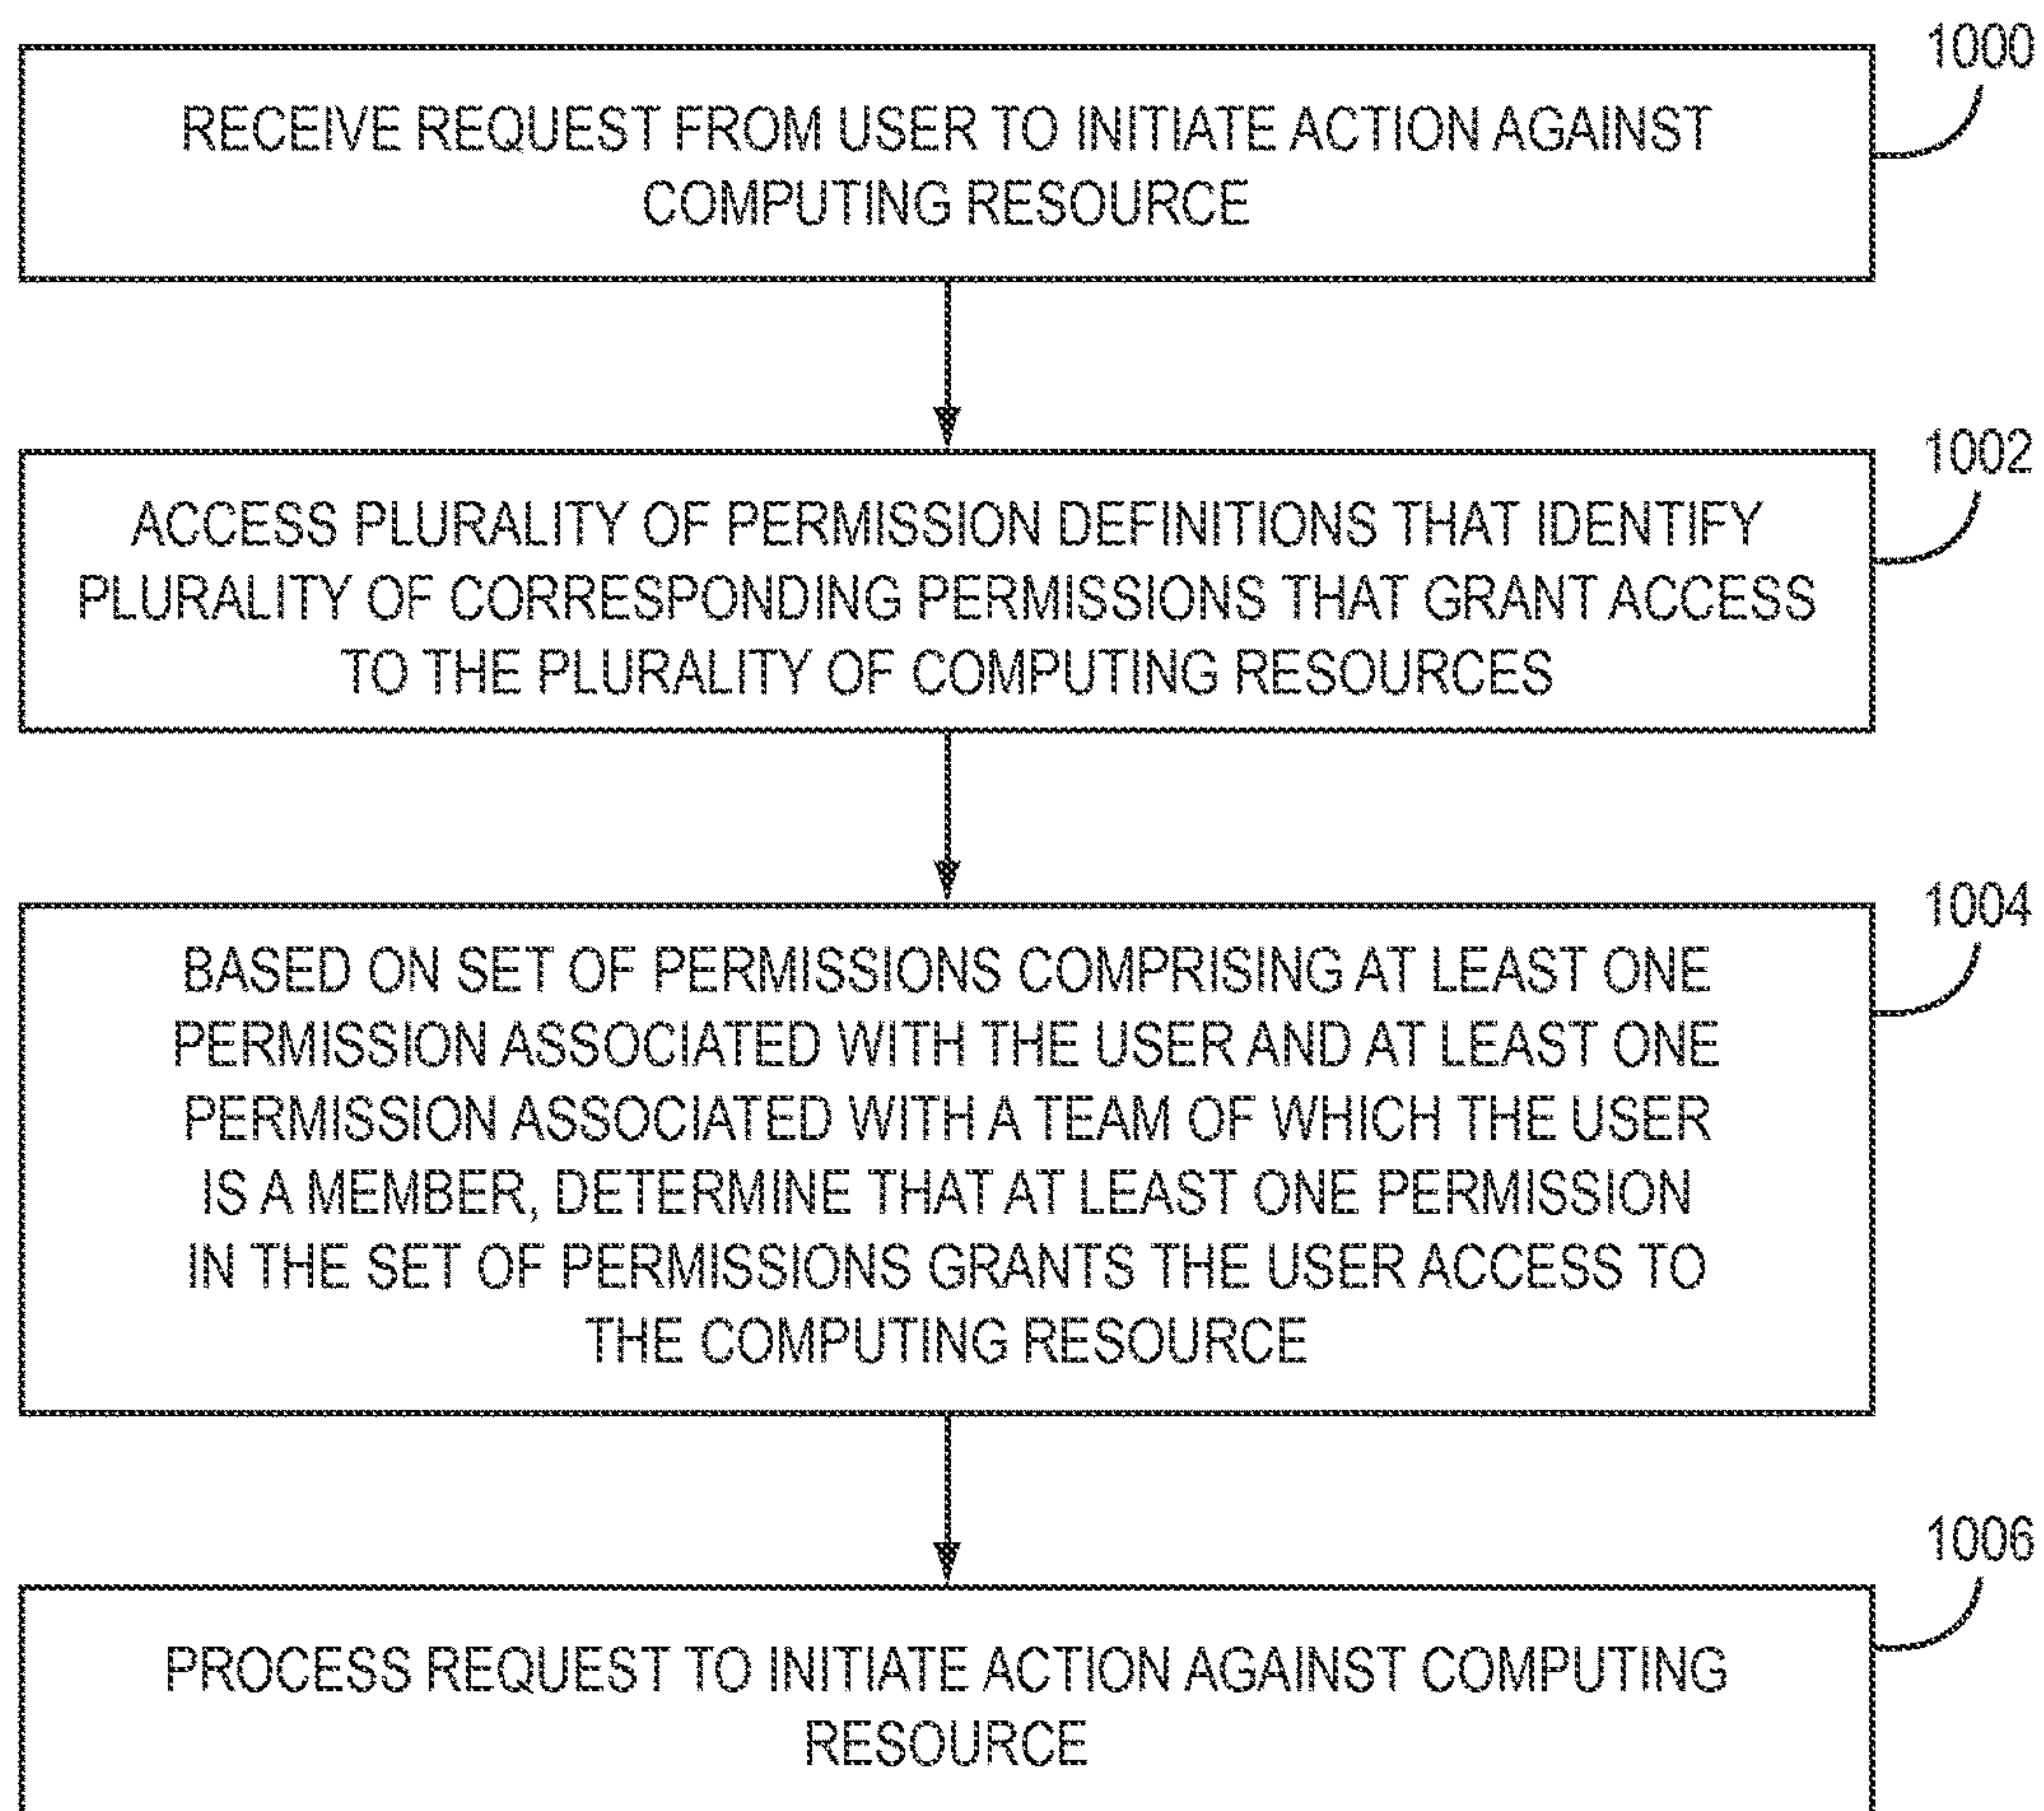 1000
RECEIVE REQUEST FROM USER TO INITIATE ACTION AGAINST
COMPUTING RESOURCE
1002
ACCESS PLURALITY OF PERMISSION DEFINITIONS THAT IDENTIFY
PLURALITY OF CORRESPONDING PERMISSIONS THAT GRANT ACCESS
TO THE PLURALITY OF COMPUTING RESOURCES
1004
BASED ON SET OF PERMISSIONS COMPRISING AT LEAST ONE
PERMISSION ASSOCIATED WITH THE USER AND AT LEAST ONE
PERMISSION ASSOCIATED WITH A TEAM OF WHICH THE USER
IS A MEMBER, DETERMINE THAT AT LEAST ONE PERMISSION
IN THE SET OF PERMISSIONS GRANTS THE USER ACCESS TO
THE COMPUTING RESOURCE
1006
PROCESS REQUEST TO INITIATE ACTION AGAINST COMPUTING
RESOURCE